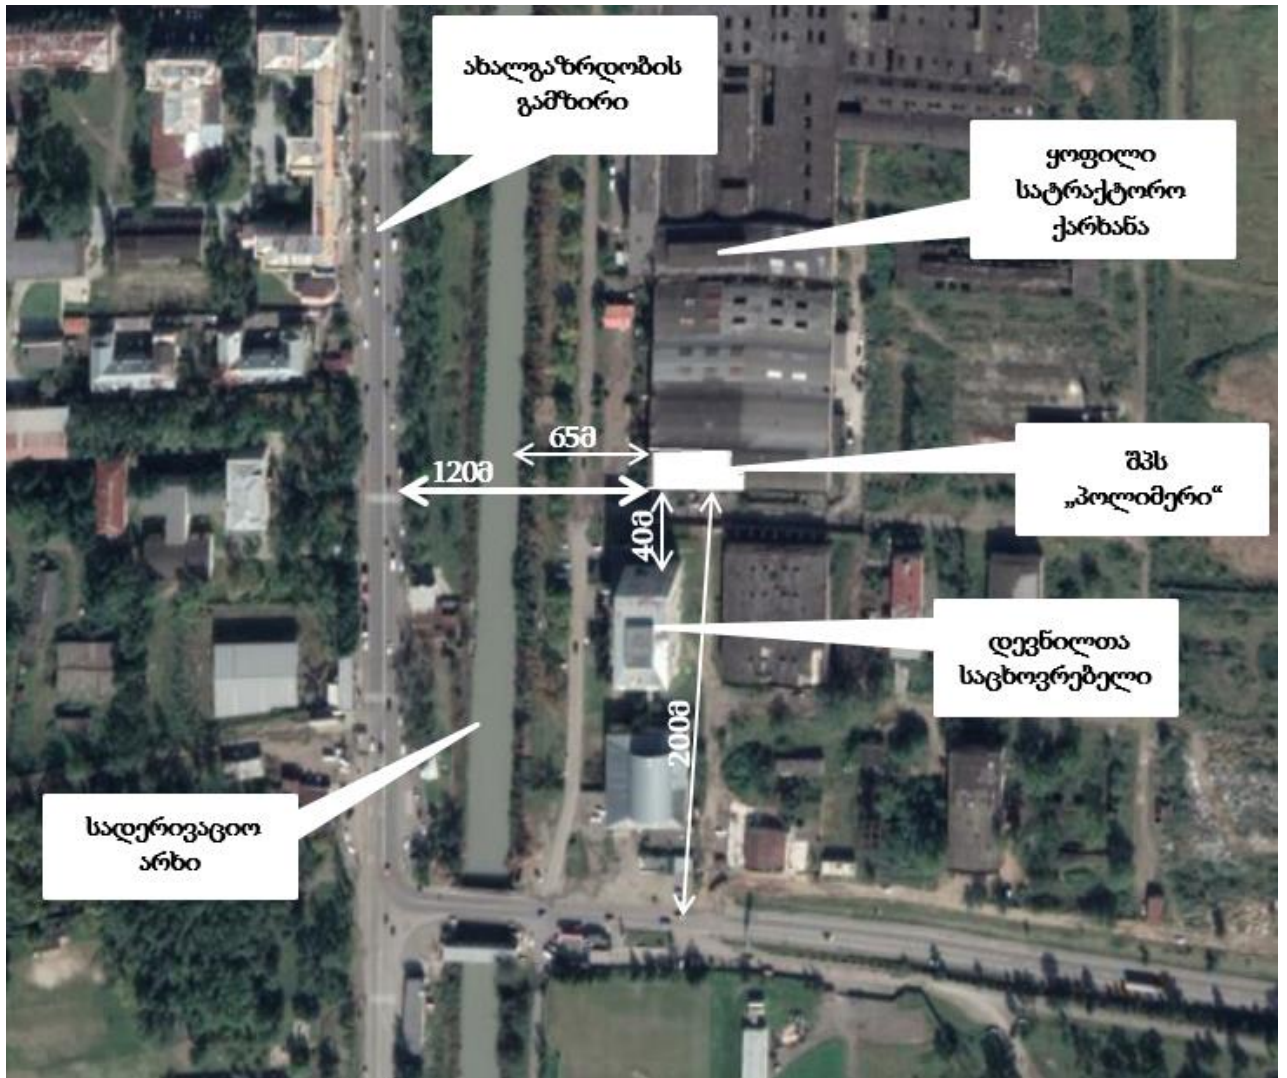 ახალგაზრდობის
გამზირი
ყოფილი
სატრაქტორო
ქარხანა
65მ
120მ
შპს
„პოლიმერი“
40მ
დევნილთა
საცხოვრებელი
200მ
სადერივაციო
არხი